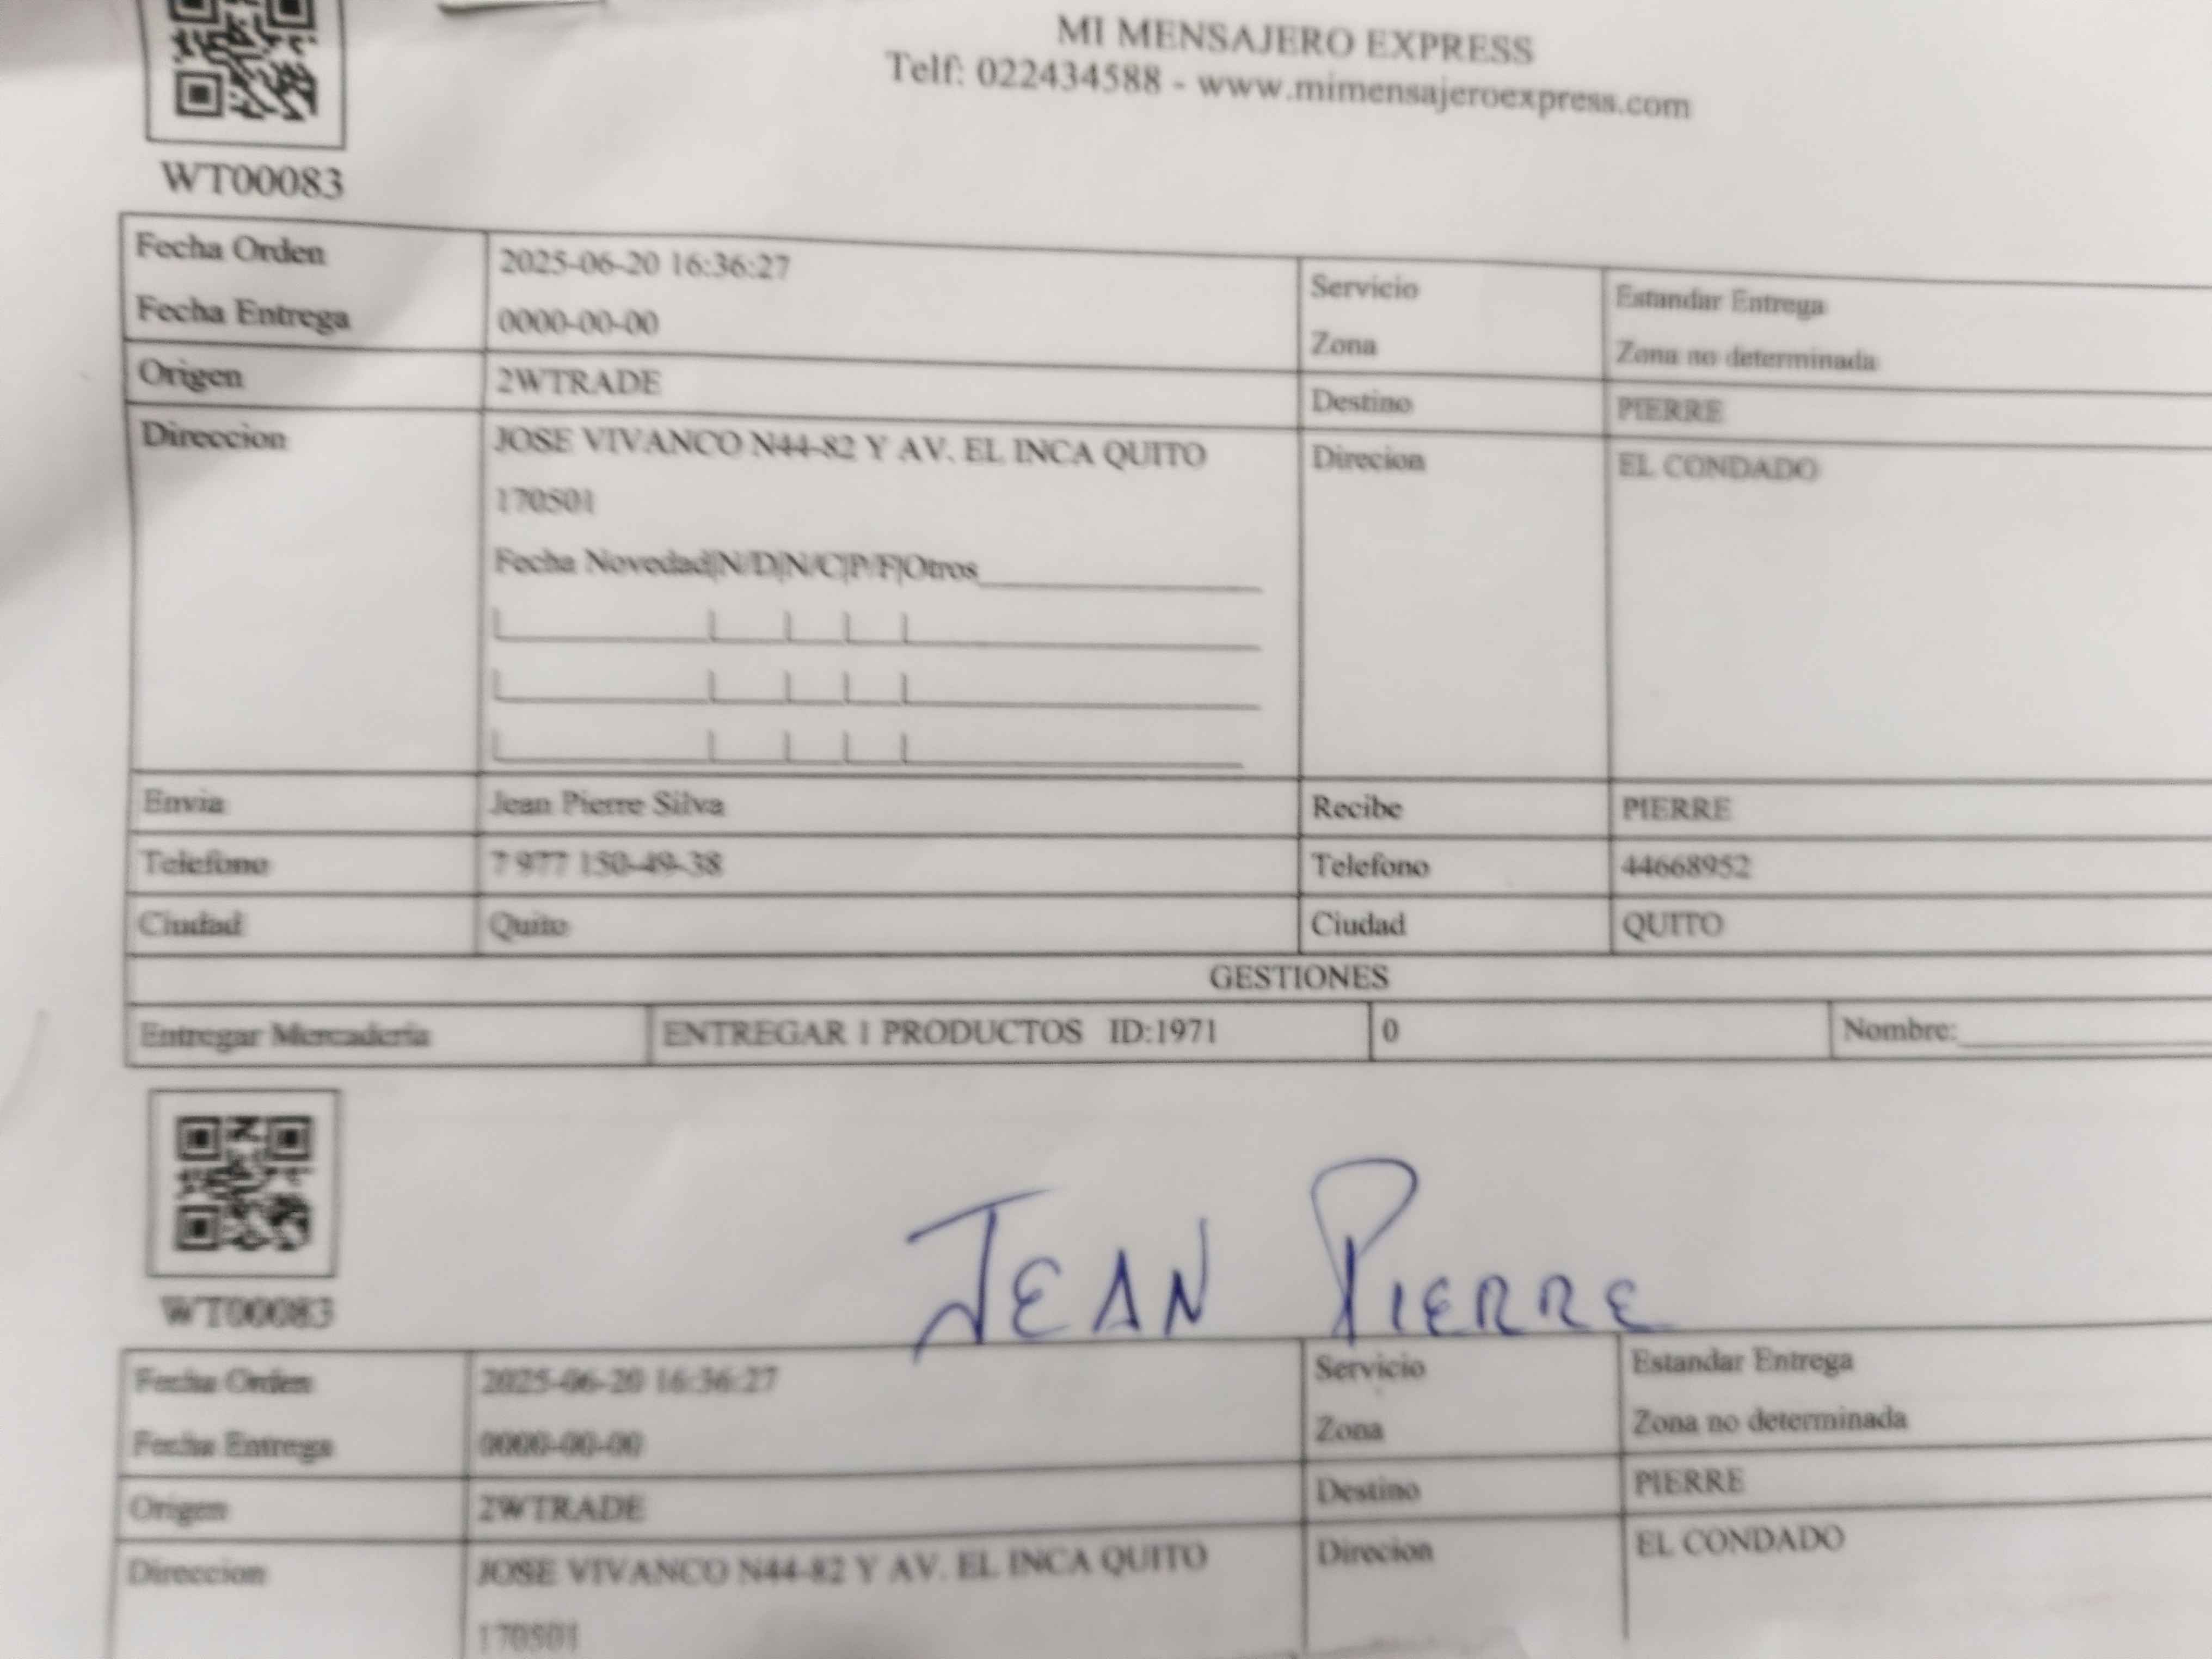 MI MENSAJERO EXPRESS
Telf: 022434588 - www.mimensajeroexpress.com
WT00083
Fecha Orden 2025-06-20 16:36:27 Servicio Estandar Entrega
Fecha Entrega 0000-00-00 Zona Zona no determinada
Origen 2WTRADE Destino PIERRE
Direccion JOSE VIVANCO N44-82 Y AV. EL INCA QUITO Direcion EL CONDADO
170501
Fecha Novedad|N/D|N/C|P/F|Otros
Envia Jean Pierre Silva Recibe PIERRE
Telefono 7 977 150-49-38 Telefono 44668952
Ciudad Quito Ciudad QUITO
GESTIONES
Entregar Mercaderia ENTREGAR 1 PRODUCTOS ID:1971 0 Nombre:
JEAN PIERRE
WT00083
Fecha Orden 2025-06-20 16:36:27 Servicio Estandar Entrega
Fecha Entrega 0000-00-00 Zona Zona no determinada
Origen 2WTRADE Destino PIERRE
Direccion JOSE VIVANCO N44-82 Y AV. EL INCA QUITO Direcion EL CONDADO
170501